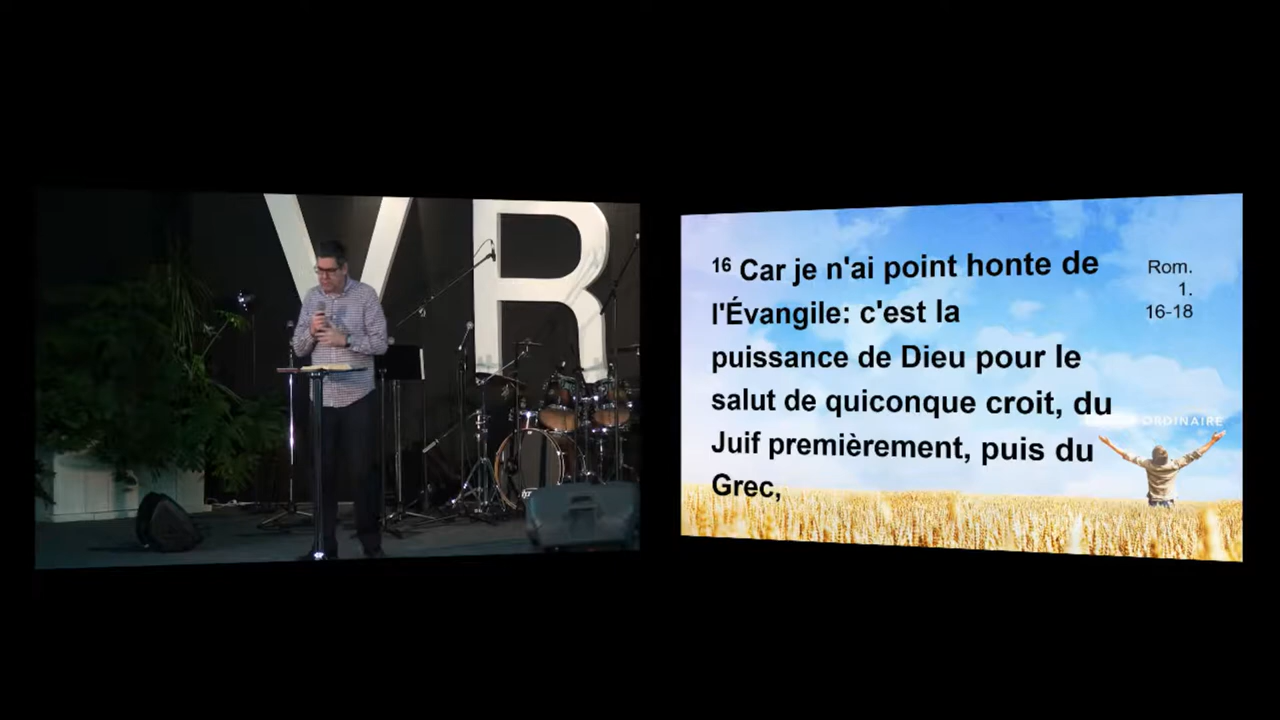 VR
16 Car je n'ai point honte de
l'Évangile: c'est la
puissance de Dieu pour le
salut de quiconque croit, du
Juif premièrement, puis du
Grec,
Rom.
1.
16-18
ORDINAIRE